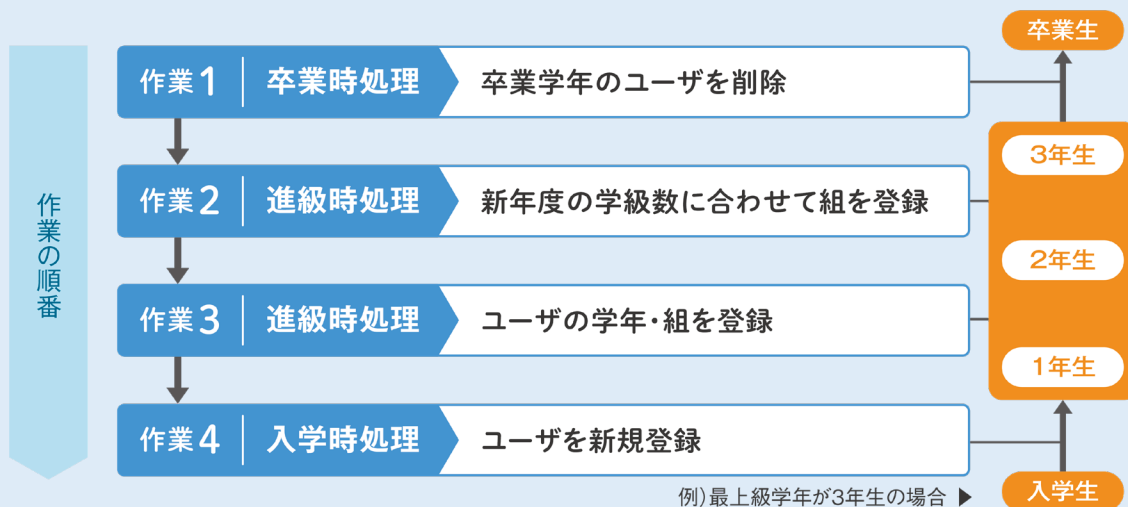 作業の順番
作業1 卒業時処理 卒業学年のユーザを削除
作業2 進級時処理 新年度の学級数に合わせて組を登録
作業3 進級時処理 ユーザの学年・組を登録
作業4 入学時処理 ユーザを新規登録
卒業生
3年生
2年生
1年生
入学生
例)最上級学年が3年生の場合 ▶